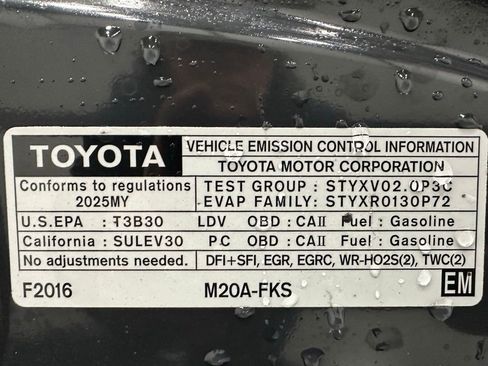 TOYOTA
VEHICLE EMISSION CONTROL INFORMATION
TOYOTA MOTOR CORPORATION
Conforms to regulations
2025MY
TEST GROUP : STYXV02.0P3C
EVAP FAMILY: STYXR0130P72
U.S.EPA : T3B30 LDV OBD : CAII Fuel : Gasoline
California : SULEV30 PC OBD : CAII Fuel : Gasoline
No adjustments needed. DFI+SFI, EGR, EGRC, WR-HO2S(2), TWC(2)
F2016 M20A-FKS EM